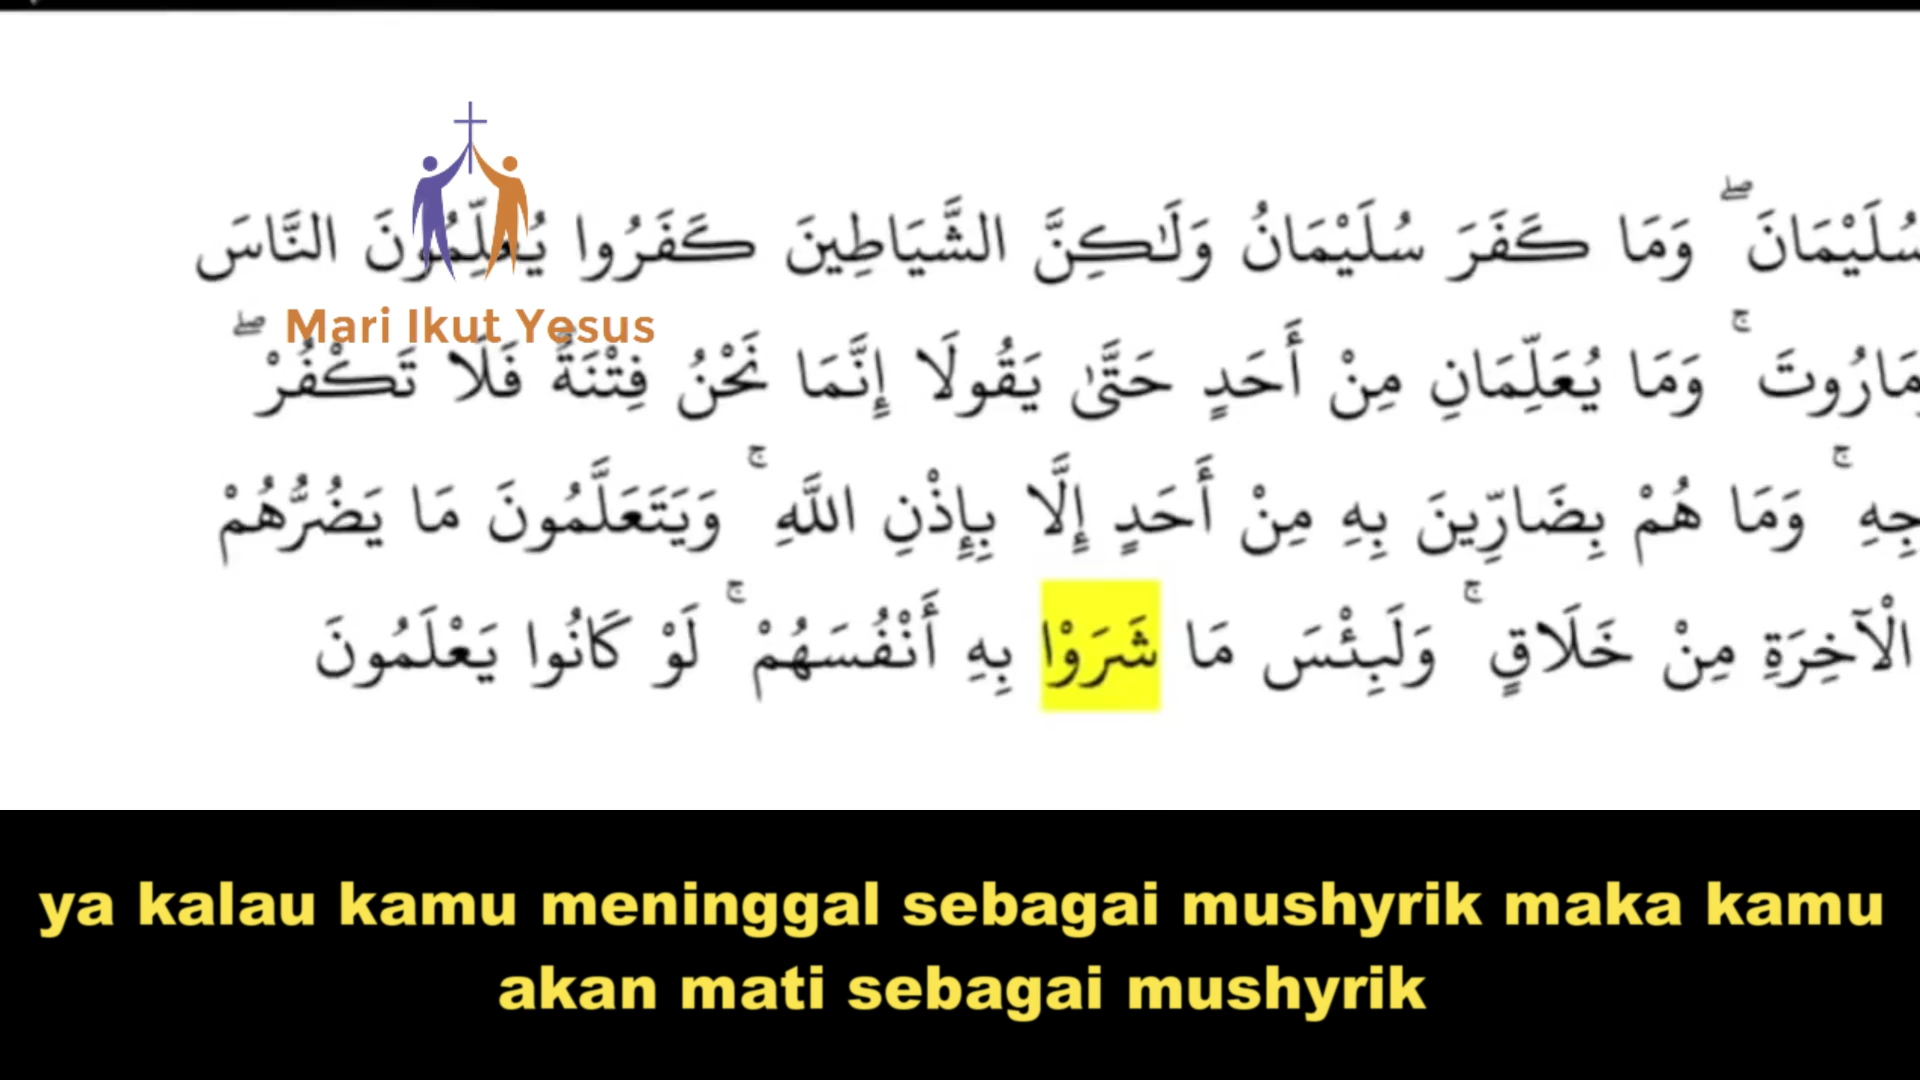 سُلَيْمَانَ ۖ وَمَا كَفَرَ سُلَيْمَانُ وَلَٰكِنَّ الشَّيَاطِينَ كَفَرُوا يُعَلِّمُونَ النَّاسَ
Mari Ikut Yesus
مَارُوتَ ۚ وَمَا يُعَلِّمَانِ مِنْ أَحَدٍ حَتَّىٰ يَقُولَا إِنَّمَا نَحْنُ فِتْنَةٌ فَلَا تَكْفُرْ ۖ
جِهِ ۚ وَمَا هُمْ بِضَارِّينَ بِهِ مِنْ أَحَدٍ إِلَّا بِإِذْنِ اللَّهِ ۚ وَيَتَعَلَّمُونَ مَا يَضُرُّهُمْ
الْآخِرَةِ مِنْ خَلَاقٍ ۚ وَلَبِئْسَ مَا شَرَوْا بِهِ أَنْفُسَهُمْ ۚ لَوْ كَانُوا يَعْلَمُونَ
ya kalau kamu meninggal sebagai mushyrik maka kamu
akan mati sebagai mushyrik